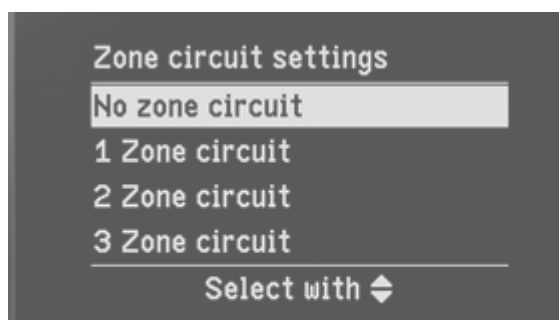 Zone circuit settings
No zone circuit
1 Zone circuit
2 Zone circuit
3 Zone circuit
Select with